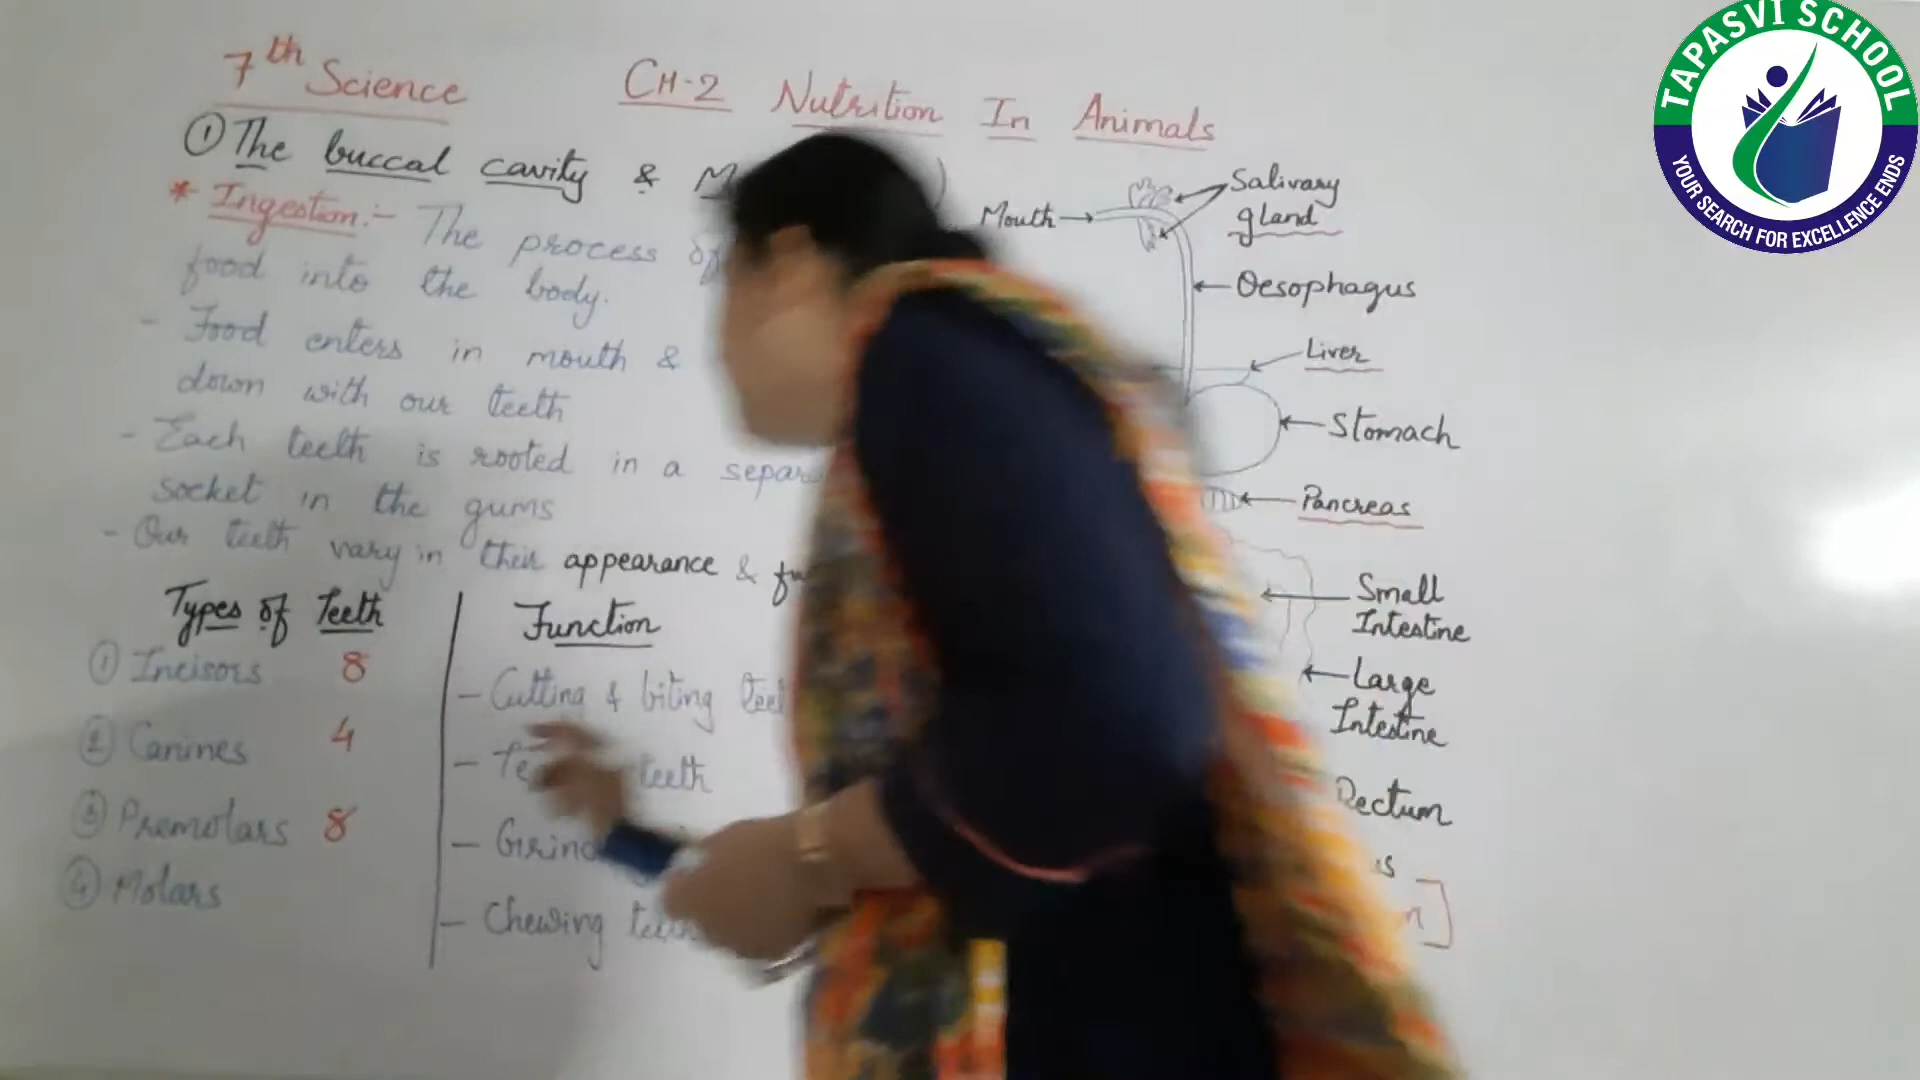 7th Science
CH-2 Nutrition In Animals
① The buccal cavity &
* Ingestion :- The process of
food into the body.
- Food enters in mouth &
down with our teeth
- Each teeth is rooted in a
socket in the gums
- Our teeth vary in their appearance &
Types of Teeth
Function
① Incisors 8
- Cutting & biting
② Canines 4
- teeth
③ Premolars 8
-
④ Molars
- Chewing
Mouth
Salivary
gland
Oesophagus
Liver
Stomach
Pancreas
Small
Intestine
Large
Intestine
Rectum
TAPASVI SCHOOL
YOUR SEARCH FOR EXCELLENCE ENDS